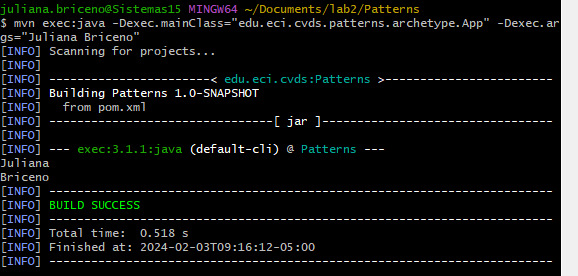 juliana.briceno@Sistemas15 MINGW64 ~/Documents/lab2/Patterns
$ mvn exec:java -Dexec.mainClass="edu.eci.cvds.patterns.archetype.App" -Dexec.ar
gs="Juliana Briceno"
[INFO] Scanning for projects...
[INFO]
[INFO] -----------------------< edu.eci.cvds:Patterns >------------------------
[INFO] Building Patterns 1.0-SNAPSHOT
[INFO]   from pom.xml
[INFO] --------------------------------[ jar ]---------------------------------
[INFO]
[INFO] --- exec:3.1.1:java (default-cli) @ Patterns ---
Juliana
Briceno
[INFO] ------------------------------------------------------------------------
[INFO] BUILD SUCCESS
[INFO] ------------------------------------------------------------------------
[INFO] Total time:  0.518 s
[INFO] Finished at: 2024-02-03T09:16:12-05:00
[INFO] ------------------------------------------------------------------------